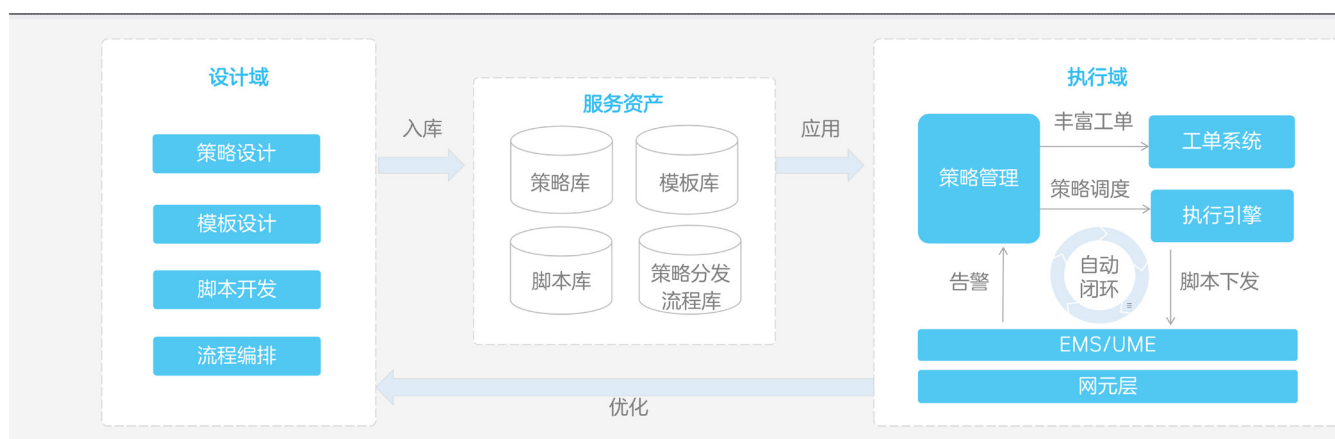 设计域
策略设计
模板设计
脚本开发
流程编排
入库
服务资产
策略库
模板库
脚本库
策略分发
流程库
应用
执行域
策略管理
丰富工单
工单系统
策略调度
执行引擎
告警
自动
闭环
脚本下发
EMS/UME
网元层
优化